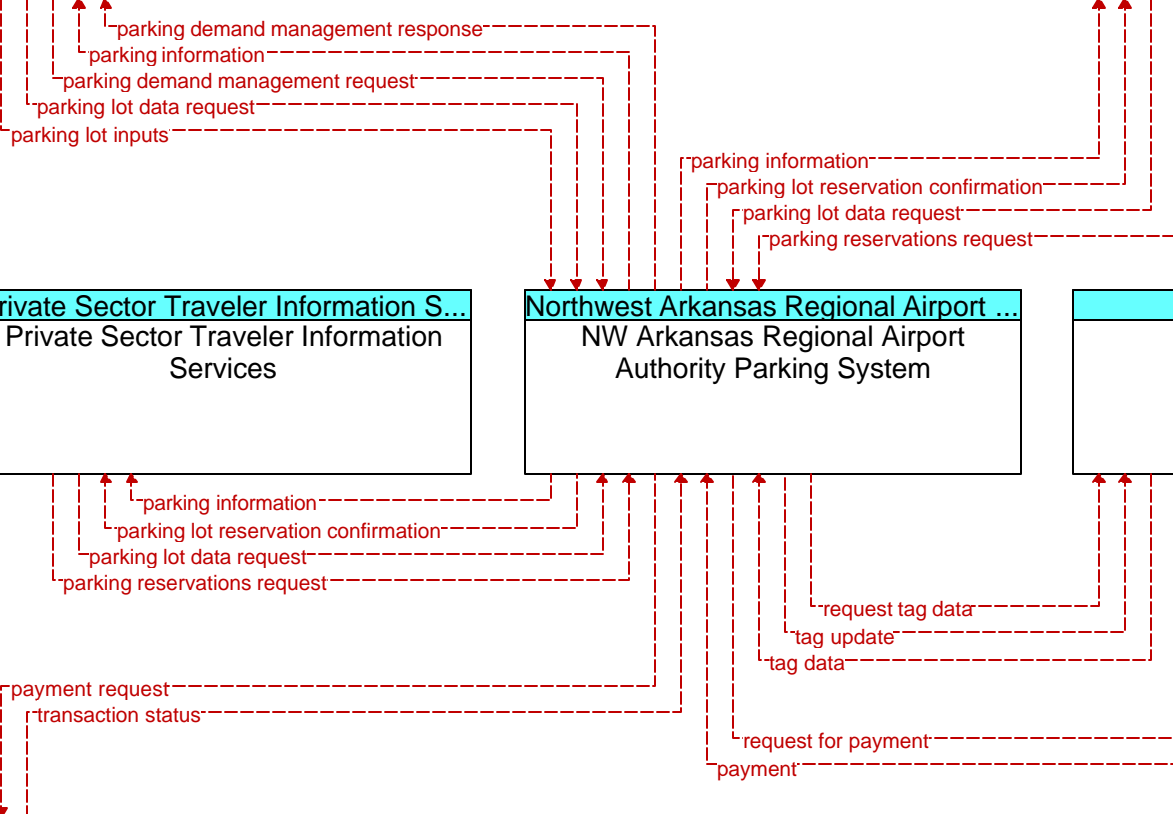 parking demand management response
parking information
parking demand management request
parking lot data request
parking lot inputs
parking information
parking lot reservation confirmation
parking lot data request
parking reservations request
rivate Sector Traveler Information S...
Private Sector Traveler Information
Services
Northwest Arkansas Regional Airport ...
NW Arkansas Regional Airport
Authority Parking System
parking information
parking lot reservation confirmation
parking lot data request
parking reservations request
request tag data
tag update
tag data
payment request
transaction status
request for payment
payment